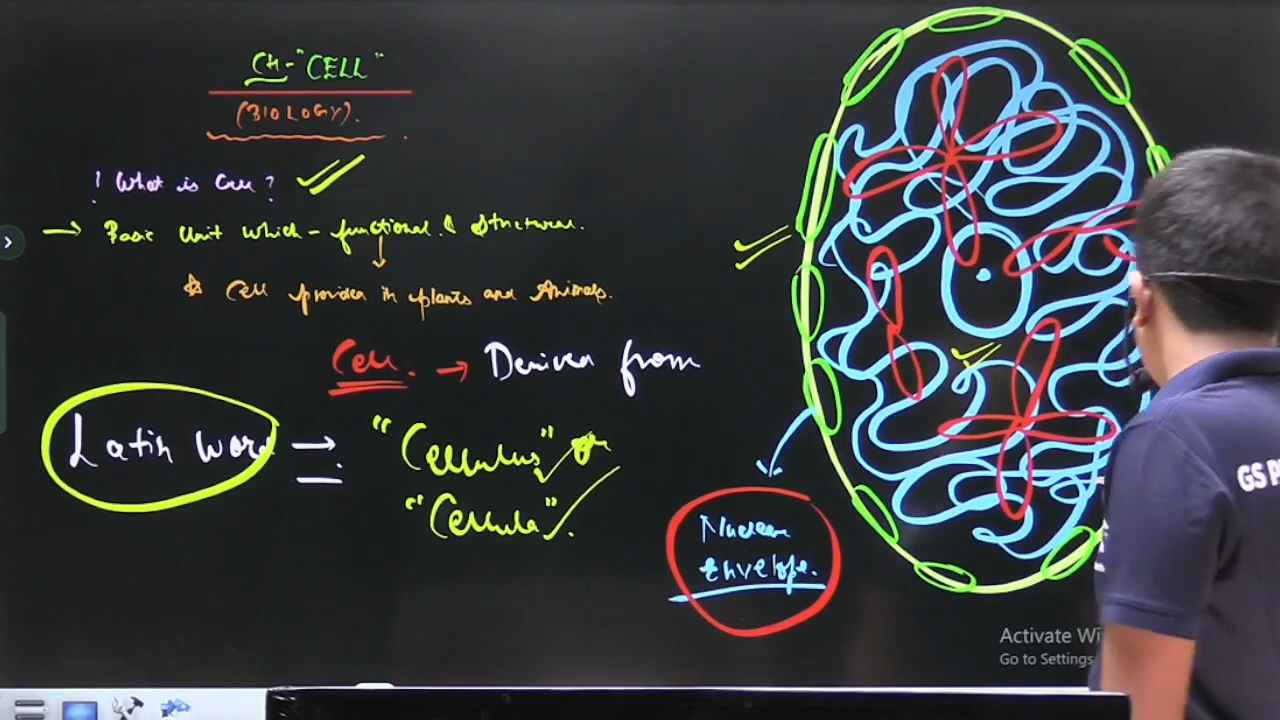 CH-"CELL"
(BIOLOGY).
! What is Cell?
→ Basic Unit which - functional & Structural.
☆ Cell provides in plants and Animals.
Cell. → Derived from
Latin word → "Cellulus" or
"Cellula"
Nuclear
envelope.
GS P
Activate Wi
Go to Settings